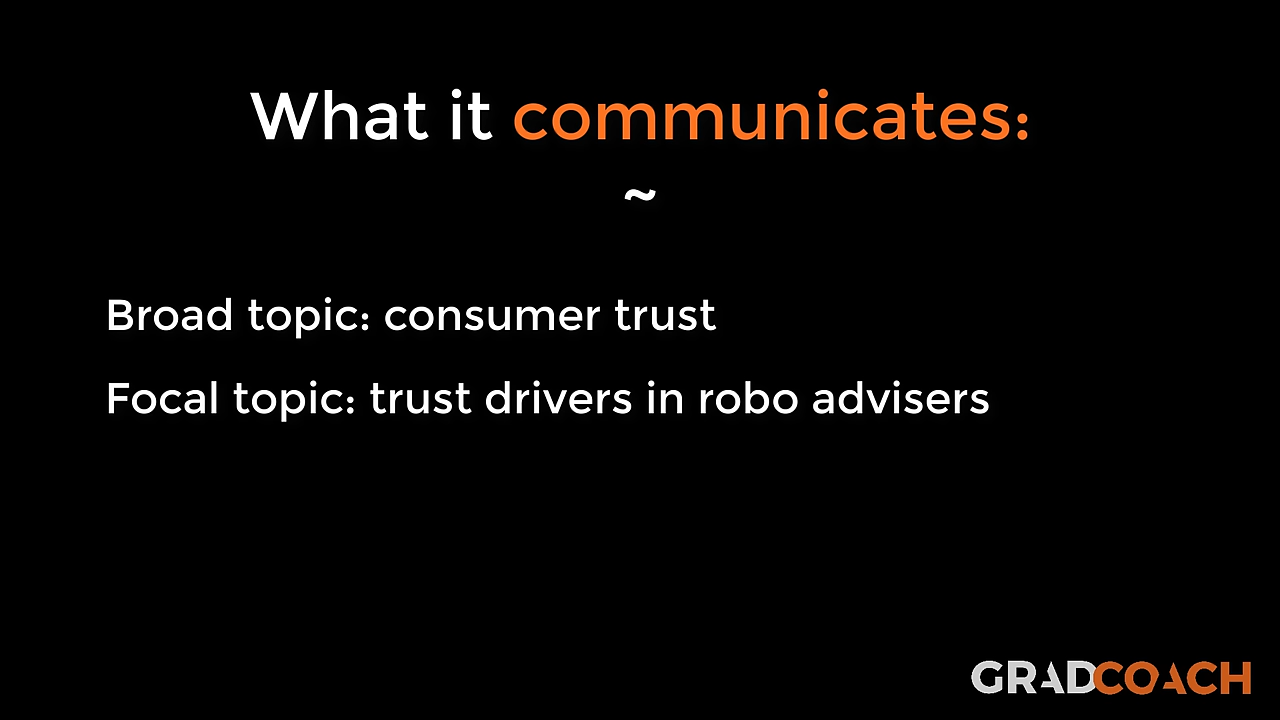 What it communicates:
~
Broad topic: consumer trust
Focal topic: trust drivers in robo advisers
GRADCOACH